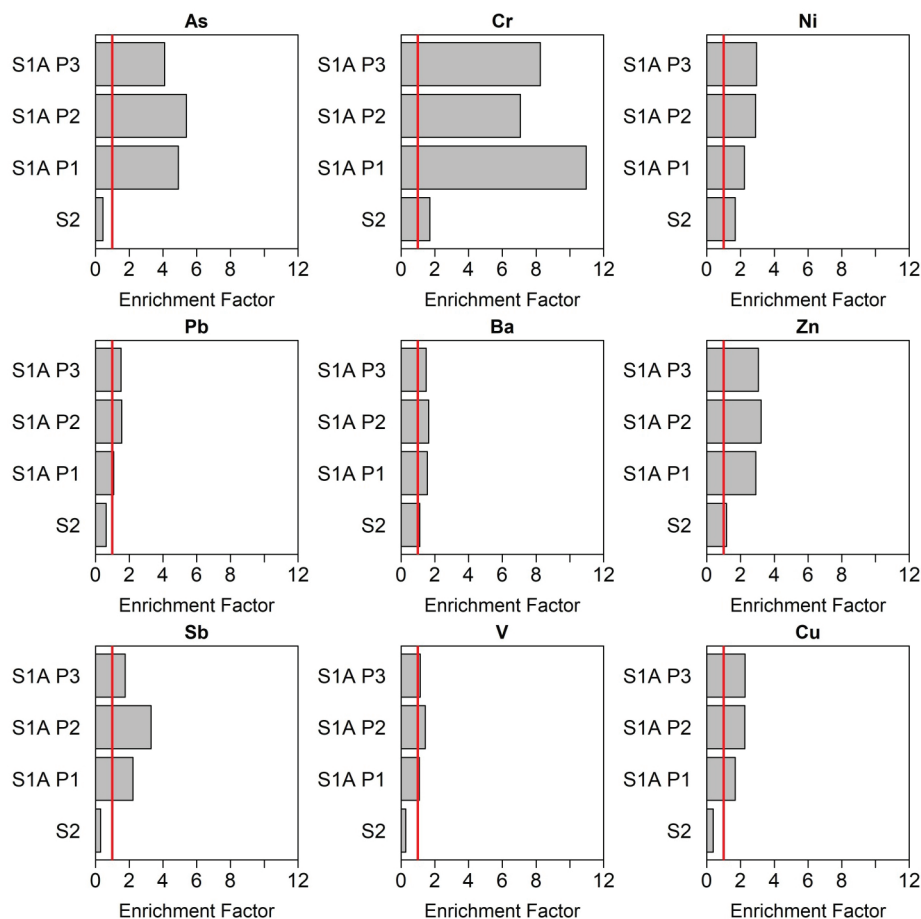 As Cr Ni
S1A P3 S1A P3 S1A P3
S1A P2 S1A P2 S1A P2
S1A P1 S1A P1 S1A P1
S2 S2 S2
0 2 4 6 8 12 0 2 4 6 8 12 0 2 4 6 8 12
Enrichment Factor Enrichment Factor Enrichment Factor
Pb Ba Zn
S1A P3 S1A P3 S1A P3
S1A P2 S1A P2 S1A P2
S1A P1 S1A P1 S1A P1
S2 S2 S2
0 2 4 6 8 12 0 2 4 6 8 12 0 2 4 6 8 12
Enrichment Factor Enrichment Factor Enrichment Factor
Sb V Cu
S1A P3 S1A P3 S1A P3
S1A P2 S1A P2 S1A P2
S1A P1 S1A P1 S1A P1
S2 S2 S2
0 2 4 6 8 12 0 2 4 6 8 12 0 2 4 6 8 12
Enrichment Factor Enrichment Factor Enrichment Factor